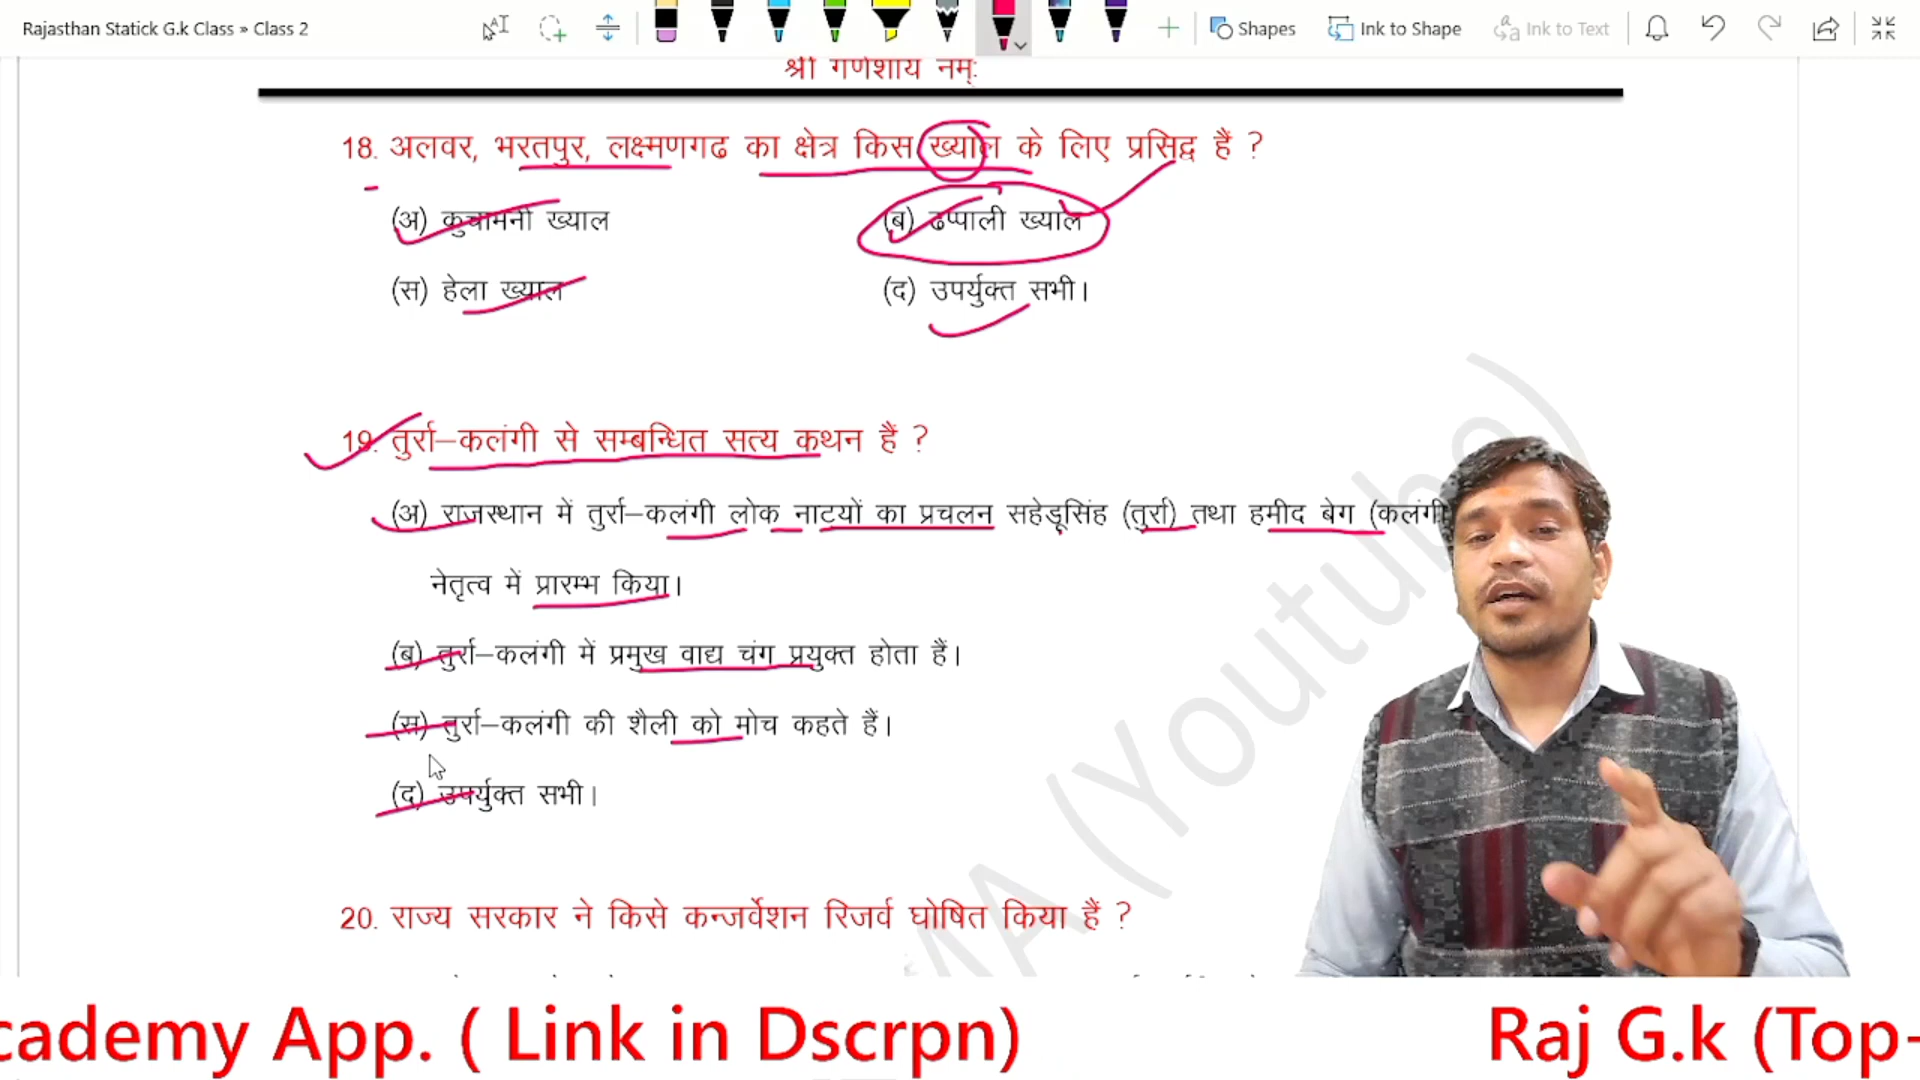 Rajasthan Statick G.k Class » Class 2
Shapes
Ink to Shape
Ink to Text
श्री गणेशाय नम्:
18. अलवर, भरतपुर, लक्ष्मणगढ का क्षेत्र किस ख्याल के लिए प्रसिद्व हैं ?
(अ) कुचामनी ख्याल
(ब) ढप्पाली ख्याल
(स) हेला ख्याल
(द) उपर्युक्त सभी।
19. तुर्रा–कलंगी से सम्बन्धित सत्य कथन हैं ?
(अ) राजस्थान में तुर्रा–कलंगी लोक नाटयों का प्रचलन सहेडूसिंह (तुर्रा) तथा हमीद बेग (कलंगी
नेतृत्व में प्रारम्भ किया।
(ब) तुर्रा–कलंगी में प्रमुख वाद्य चंग प्रयुक्त होता हैं।
(स) तुर्रा–कलंगी की शैली को मोच कहते हैं।
(द) उपर्युक्त सभी।
20. राज्य सरकार ने किसे कन्जर्वेशन रिजर्व घोषित किया हैं ?
MA (Youtube)
cademy App. ( Link in Dscrpn)
Raj G.k (Top-